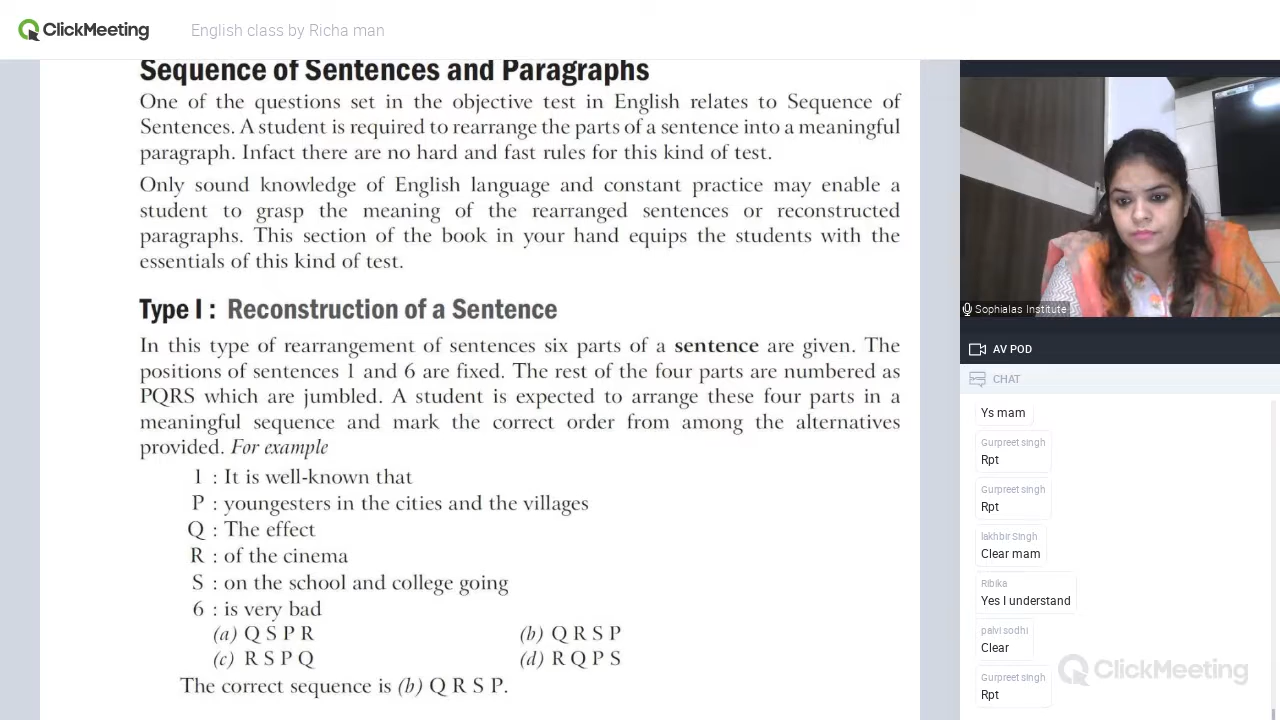 ClickMeeting
English class by Richa man
Sequence of Sentences and Paragraphs
One of the questions set in the objective test in English relates to Sequence of
Sentences. A student is required to rearrange the parts of a sentence into a meaningful
paragraph. Infact there are no hard and fast rules for this kind of test.
Only sound knowledge of English language and constant practice may enable a
student to grasp the meaning of the rearranged sentences or reconstructed
paragraphs. This section of the book in your hand equips the students with the
essentials of this kind of test.
Type I : Reconstruction of a Sentence
In this type of rearrangement of sentences six parts of a sentence are given. The
positions of sentences 1 and 6 are fixed. The rest of the four parts are numbered as
PQRS which are jumbled. A student is expected to arrange these four parts in a
meaningful sequence and mark the correct order from among the alternatives
provided. For example
1 : It is well-known that
P : youngesters in the cities and the villages
Q : The effect
R : of the cinema
S : on the school and college going
6 : is very bad
(a) Q S P R (b) Q R S P
(c) R S P Q (d) R Q P S
The correct sequence is (b) Q R S P.
Sophialas Institute
AV POD
CHAT
Ys mam
Gurpreet singh
Rpt
Gurpreet singh
Rpt
lakhbir Singh
Clear mam
Ribika
Yes I understand
palvi sodhi
Clear
Gurpreet singh
Rpt
ClickMeeting